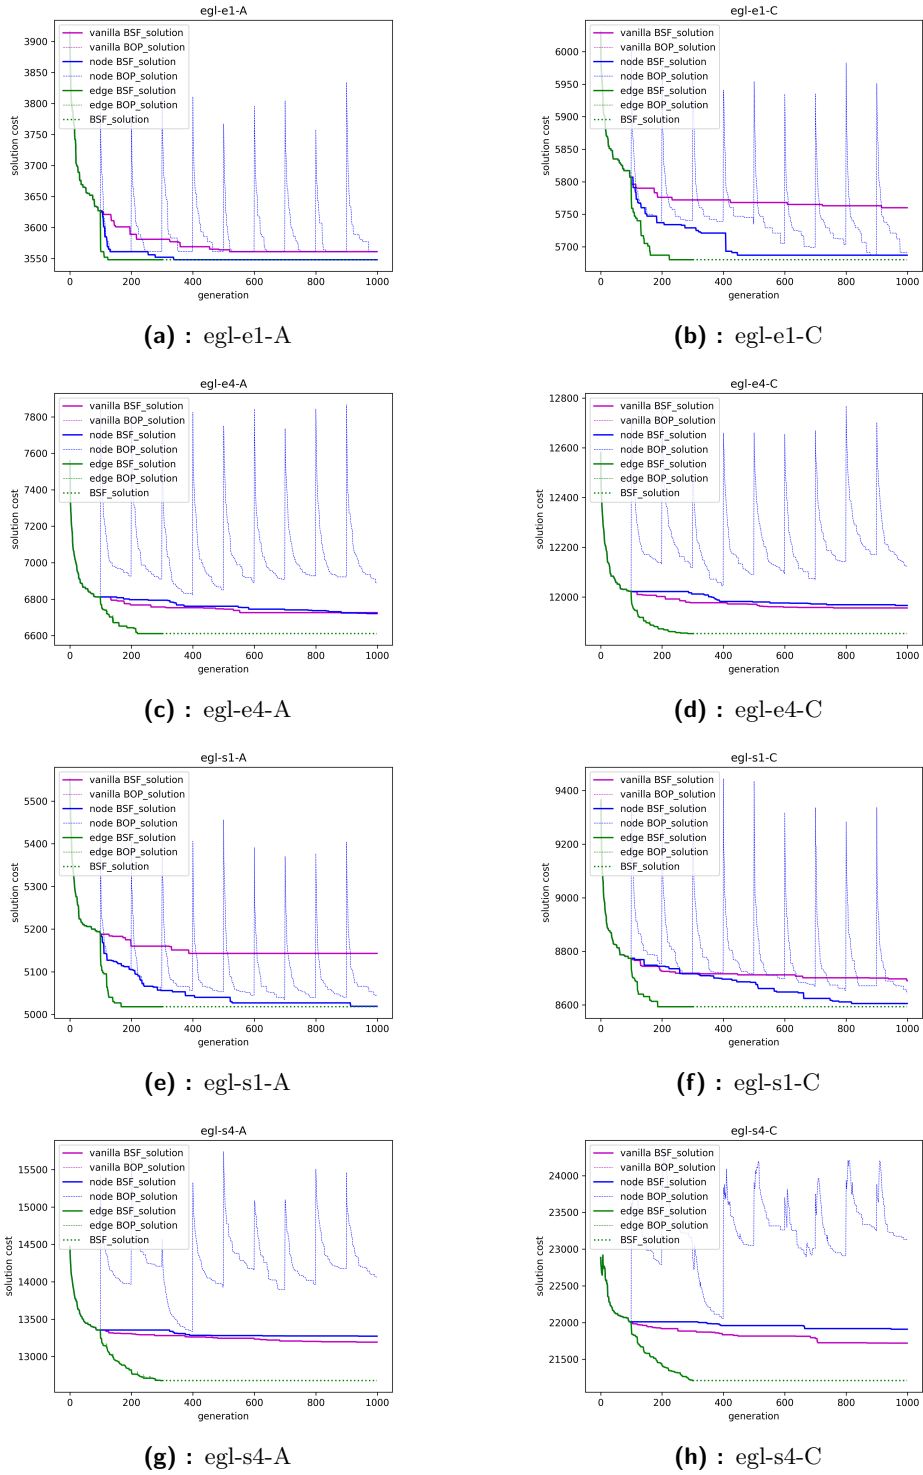 egl-e1-A
solution cost
3900
3850
3800
3750
3700
3650
3600
3550
vanilla BSF_solution
vanilla BOP_solution
node BSF_solution
node BOP_solution
edge BSF_solution
edge BOP_solution
BSF_solution
0 200 400 600 800 1000
generation
(a) : egl-e1-A
egl-e1-C
solution cost
6000
5950
5900
5850
5800
5750
5700
vanilla BSF_solution
vanilla BOP_solution
node BSF_solution
node BOP_solution
edge BSF_solution
edge BOP_solution
BSF_solution
0 200 400 600 800 1000
generation
(b) : egl-e1-C
egl-e4-A
solution cost
7800
7600
7400
7200
7000
6800
6600
vanilla BSF_solution
vanilla BOP_solution
node BSF_solution
node BOP_solution
edge BSF_solution
edge BOP_solution
BSF_solution
0 200 400 600 800 1000
generation
(c) : egl-e4-A
egl-e4-C
solution cost
12800
12600
12400
12200
12000
vanilla BSF_solution
vanilla BOP_solution
node BSF_solution
node BOP_solution
edge BSF_solution
edge BOP_solution
BSF_solution
0 200 400 600 800 1000
generation
(d) : egl-e4-C
egl-s1-A
solution cost
5500
5400
5300
5200
5100
5000
vanilla BSF_solution
vanilla BOP_solution
node BSF_solution
node BOP_solution
edge BSF_solution
edge BOP_solution
BSF_solution
0 200 400 600 800 1000
generation
(e) : egl-s1-A
egl-s1-C
solution cost
9400
9200
9000
8800
8600
vanilla BSF_solution
vanilla BOP_solution
node BSF_solution
node BOP_solution
edge BSF_solution
edge BOP_solution
BSF_solution
0 200 400 600 800 1000
generation
(f) : egl-s1-C
egl-s4-A
solution cost
15500
15000
14500
14000
13500
13000
vanilla BSF_solution
vanilla BOP_solution
node BSF_solution
node BOP_solution
edge BSF_solution
edge BOP_solution
BSF_solution
0 200 400 600 800 1000
generation
(g) : egl-s4-A
egl-s4-C
solution cost
24000
23500
23000
22500
22000
21500
vanilla BSF_solution
vanilla BOP_solution
node BSF_solution
node BOP_solution
edge BSF_solution
edge BOP_solution
BSF_solution
0 200 400 600 800 1000
generation
(h) : egl-s4-C